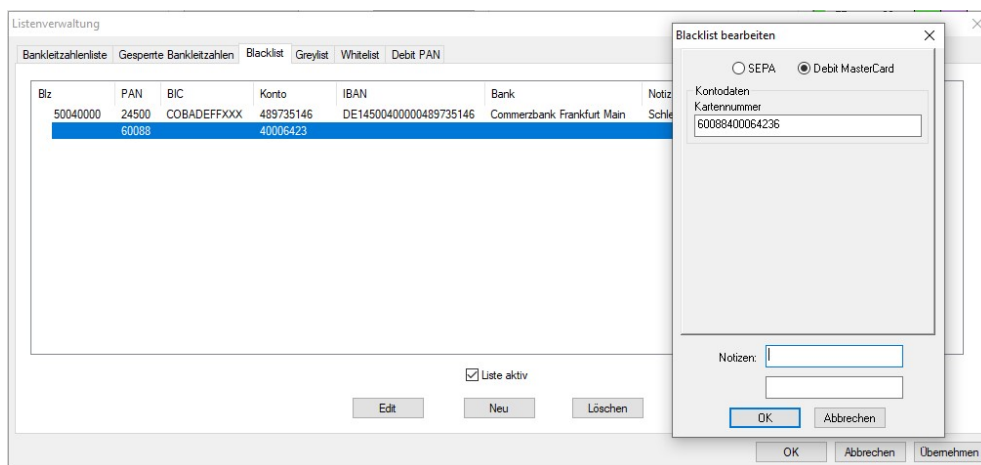 Listenverwaltung
Bankleitzahlenliste Gesperrte Bankleitzahlen Blacklist Greylist Whitelist Debit PAN
Blz PAN BIC Konto IBAN Bank Notiz
50040000 24500 COBADEFFXXX 489735146 DE14500400000489735146 Commerzbank Frankfurt Main Schle
60088 40006423
Liste aktiv
Edit Neu Löschen
OK Abbrechen Übernehmen
Blacklist bearbeiten
SEPA Debit MasterCard
Kontodaten
Kartennummer
60088400064236
Notizen:
OK Abbrechen